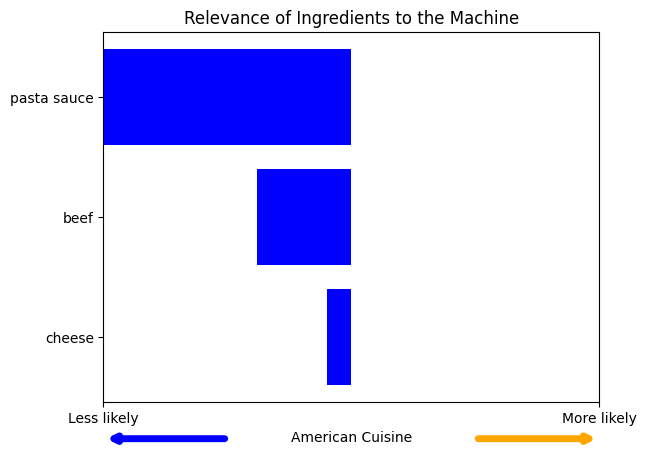 Relevance of Ingredients to the Machine
pasta sauce
beef
cheese
Less likely
More likely
American Cuisine